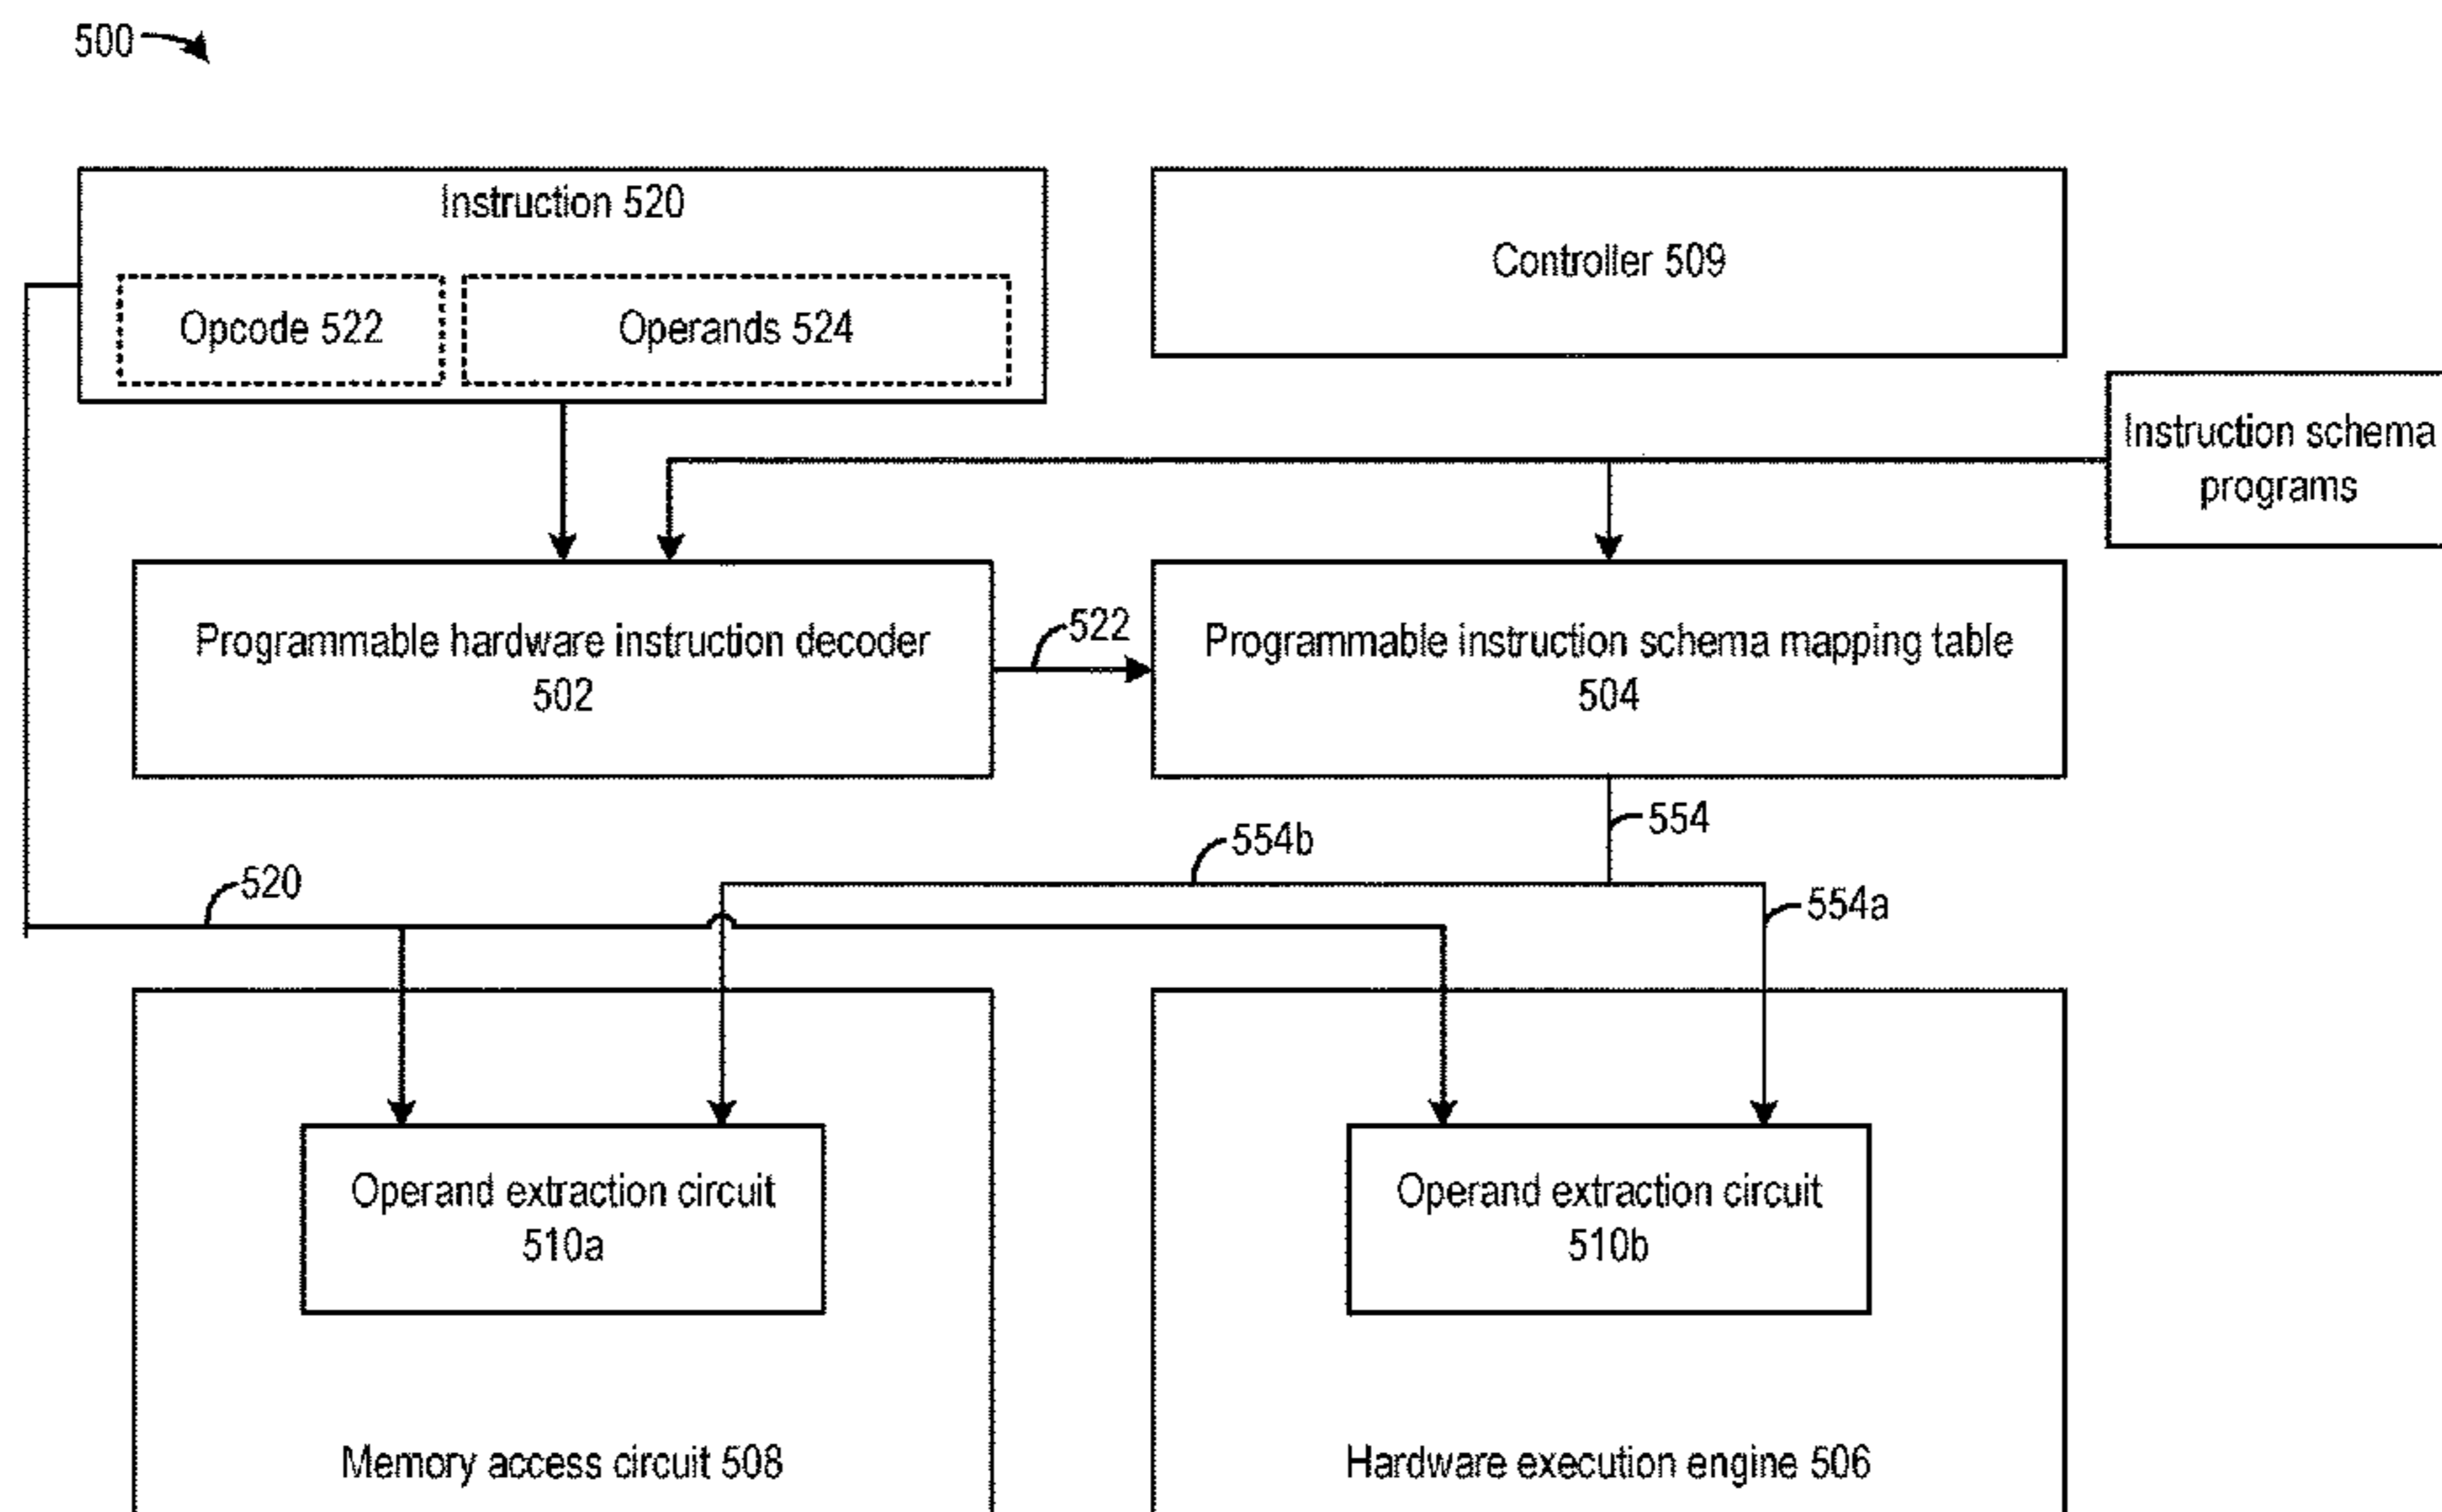 500
Instruction 520
Opcode 522
Operands 524
Controller 509
Instruction schema
programs
Programmable hardware instruction decoder
502
522
Programmable instruction schema mapping table
504
554
554b
520
554a
Operand extraction circuit
510a
Operand extraction circuit
510b
Memory access circuit 508
Hardware execution engine 506